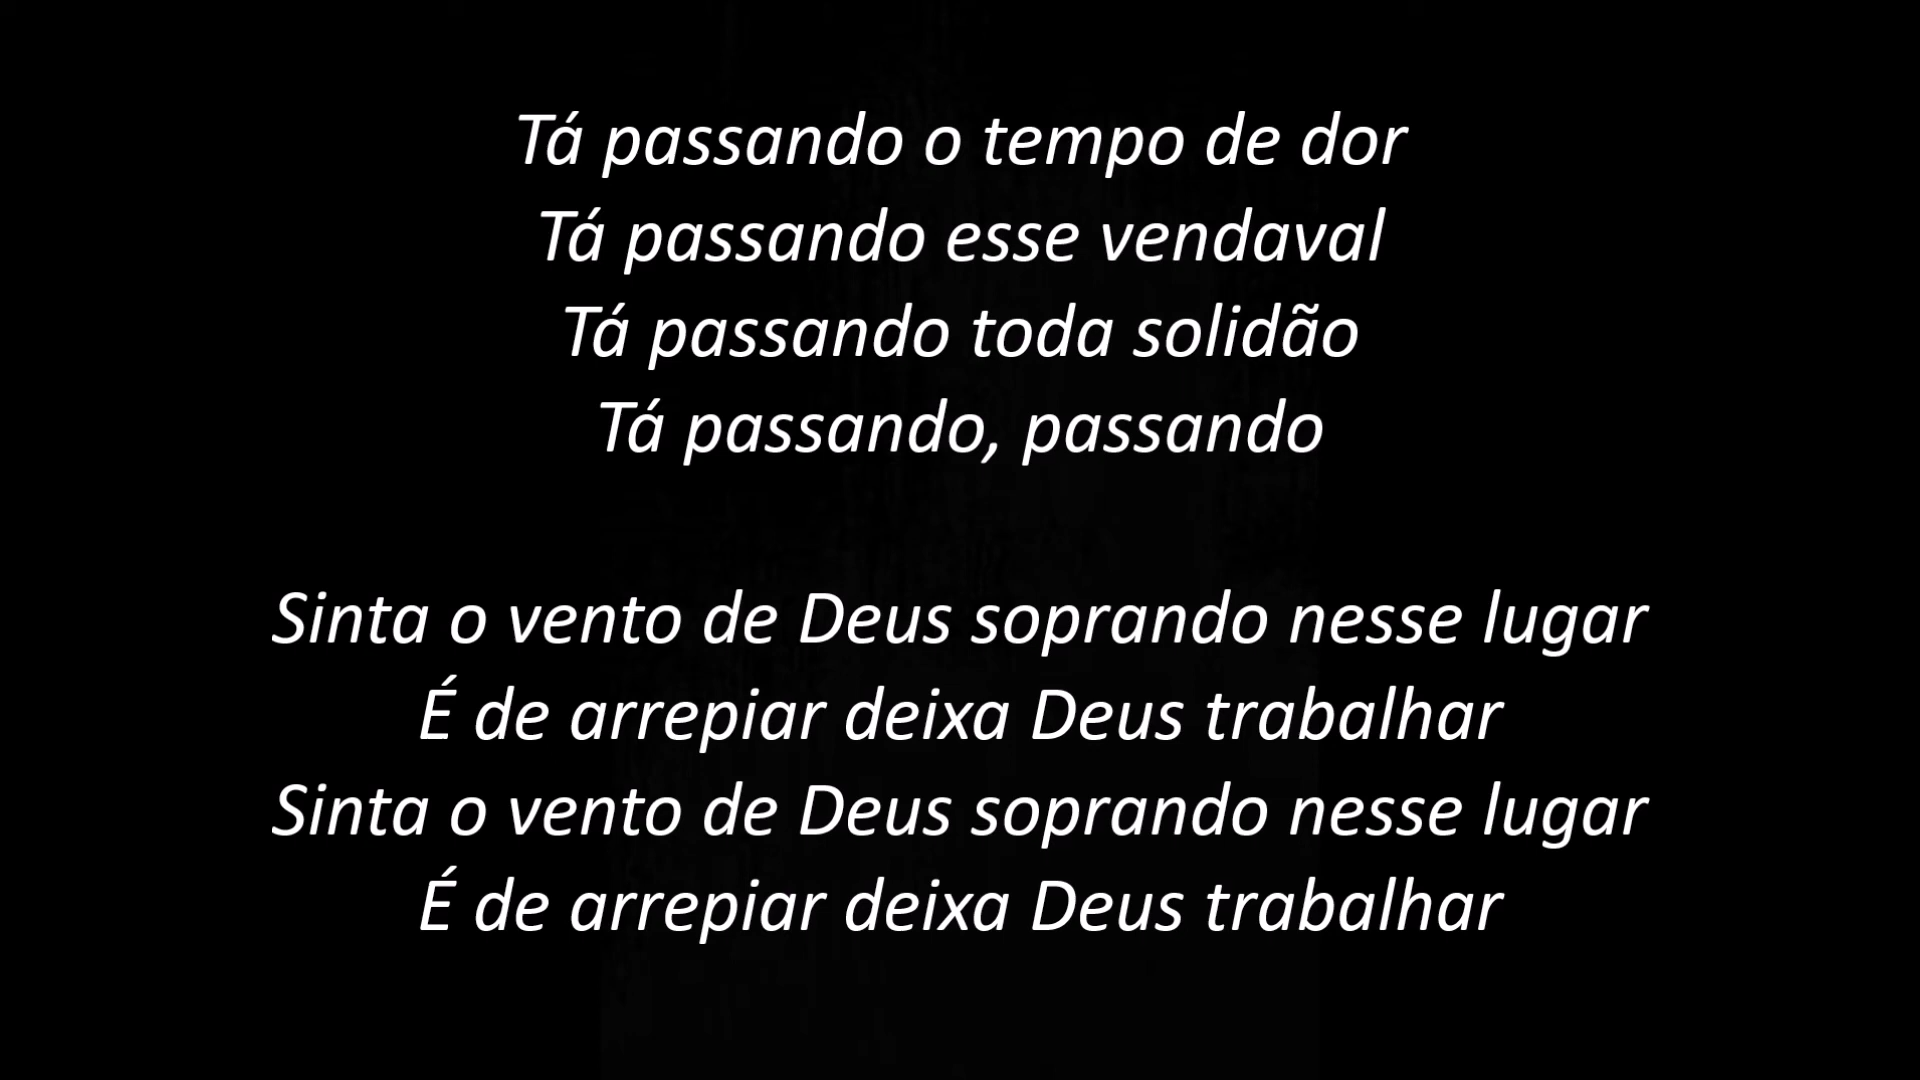 Tá passando o tempo de dor
Tá passando esse vendaval
Tá passando toda solidão
Tá passando, passando
Sinta o vento de Deus soprando nesse lugar
É de arrepiar deixa Deus trabalhar
Sinta o vento de Deus soprando nesse lugar
É de arrepiar deixa Deus trabalhar